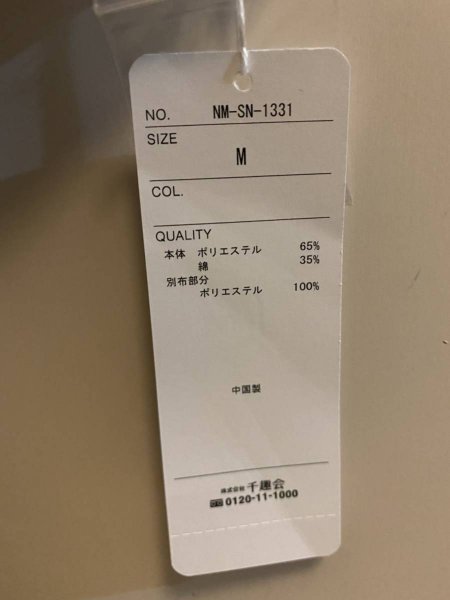 NO. NM-SN-1331
SIZE
M
COL.
QUALITY
本体 ポリエステル 65%
綿 35%
別布部分
ポリエステル 100%
中国製
株式会社 千趣会
0120-11-1000